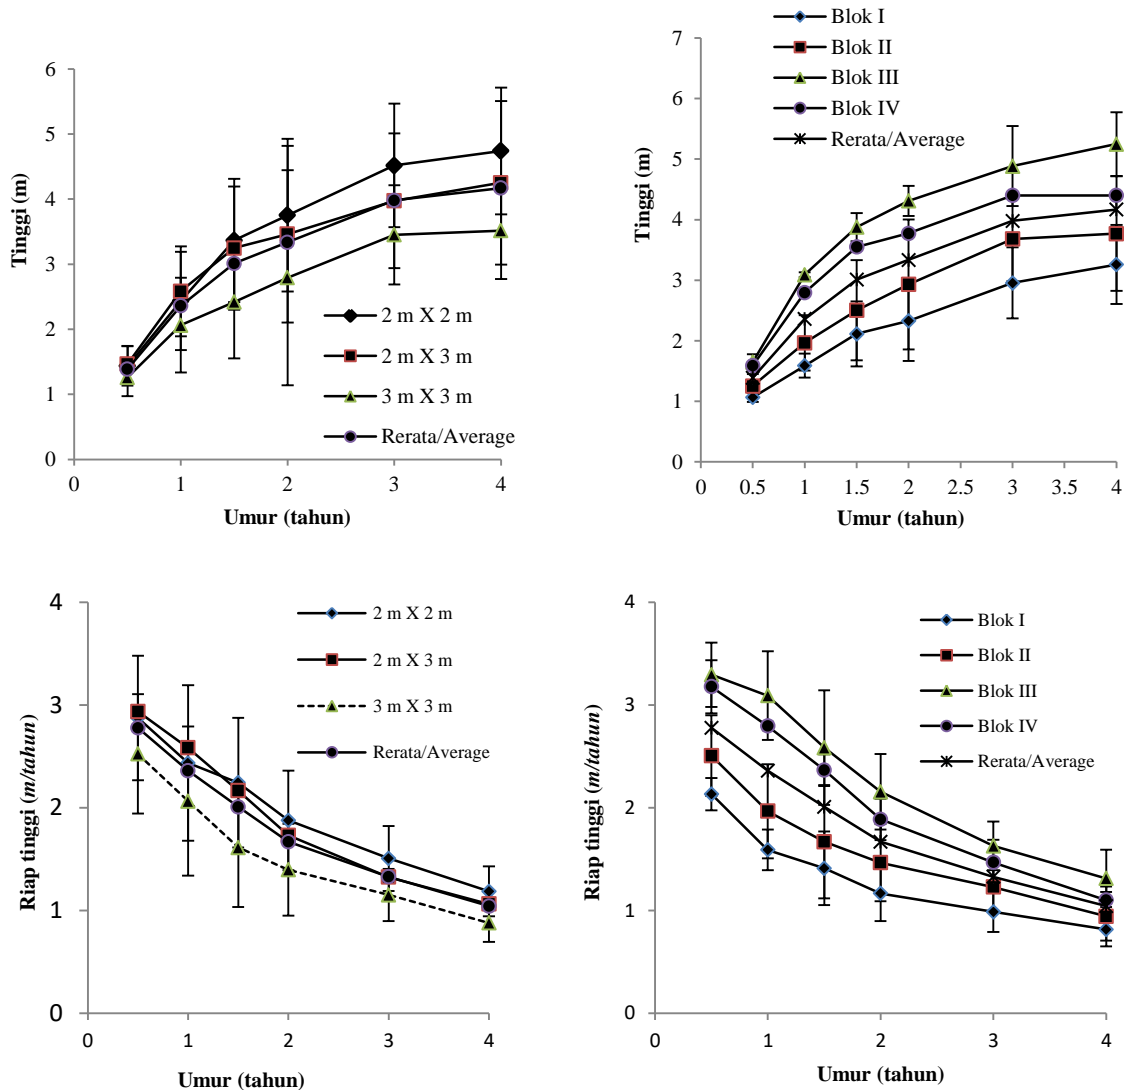 6
5
4
3
2
1
0
Tinggi (m)
2 m X 2 m
2 m X 3 m
3 m X 3 m
Rerata/Average
0
1
2
3
4
Umur (tahun)
Blok I
Blok II
Blok III
Blok IV
Rerata/Average
7
6
5
4
3
2
1
0
Tinggi (m)
0
0.5
1
1.5
2
2.5
3
3.5
4
Umur (tahun)
4
3
2
1
0
Riap tinggi (m/tahun)
2 m X 2 m
2 m X 3 m
3 m X 3 m
Rerata/Average
0
1
2
3
4
Umur (tahun)
4
3
2
1
0
Riap tinggi (m/tahun)
Blok I
Blok II
Blok III
Blok IV
Rerata/Average
0
1
2
3
4
Umur (tahun)